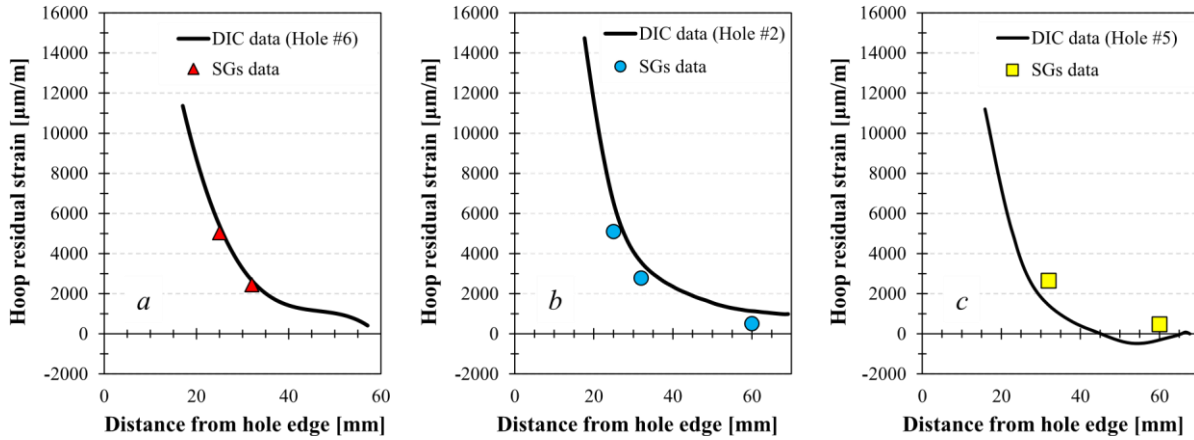 16000
14000
12000
10000
8000
6000
4000
2000
0
-2000
Hoop residual strain [µm/m]
DIC data (Hole #6)
SGs data
a
0 20 40 60
Distance from hole edge [mm]
16000
14000
12000
10000
8000
6000
4000
2000
0
-2000
Hoop residual strain [µm/m]
DIC data (Hole #2)
SGs data
b
0 20 40 60
Distance from hole edge [mm]
16000
14000
12000
10000
8000
6000
4000
2000
0
-2000
Hoop residual strain [µm/m]
DIC data (Hole #5)
SGs data
c
0 20 40 60
Distance from hole edge [mm]